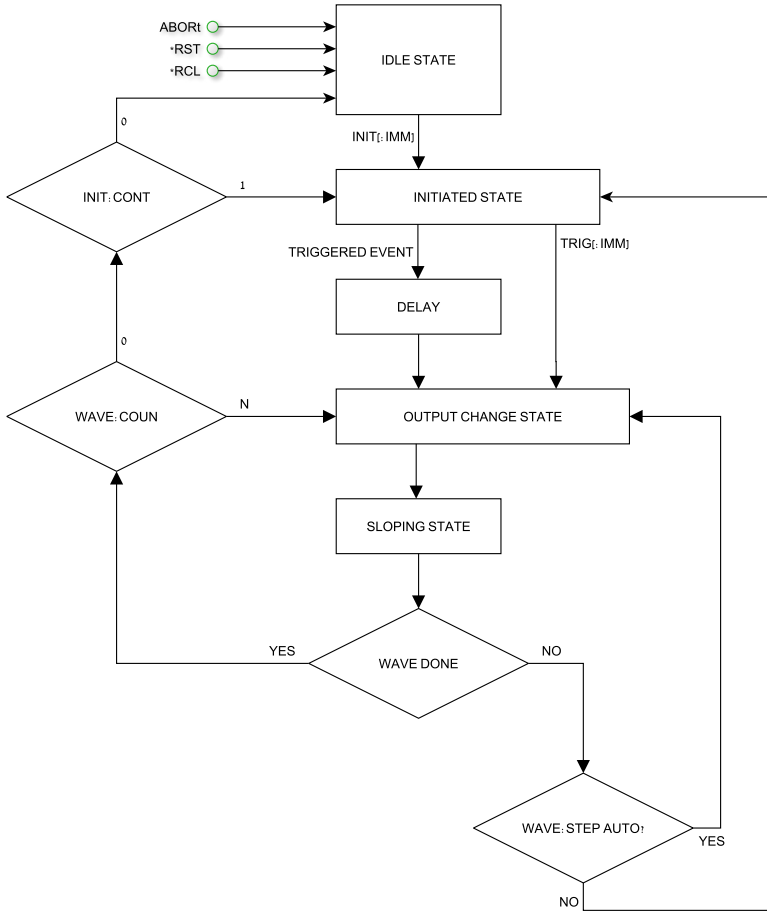 ABORt
*RST
*RCL
IDLE STATE
INIT[:IMM]
0
INIT:CONT
1
INITIATED STATE
TRIGGERED EVENT
TRIG[:IMM]
DELAY
0
WAVE:COUN
N
OUTPUT CHANGE STATE
SLOPING STATE
YES
WAVE DONE
NO
WAVE:STEP AUTO?
YES
NO